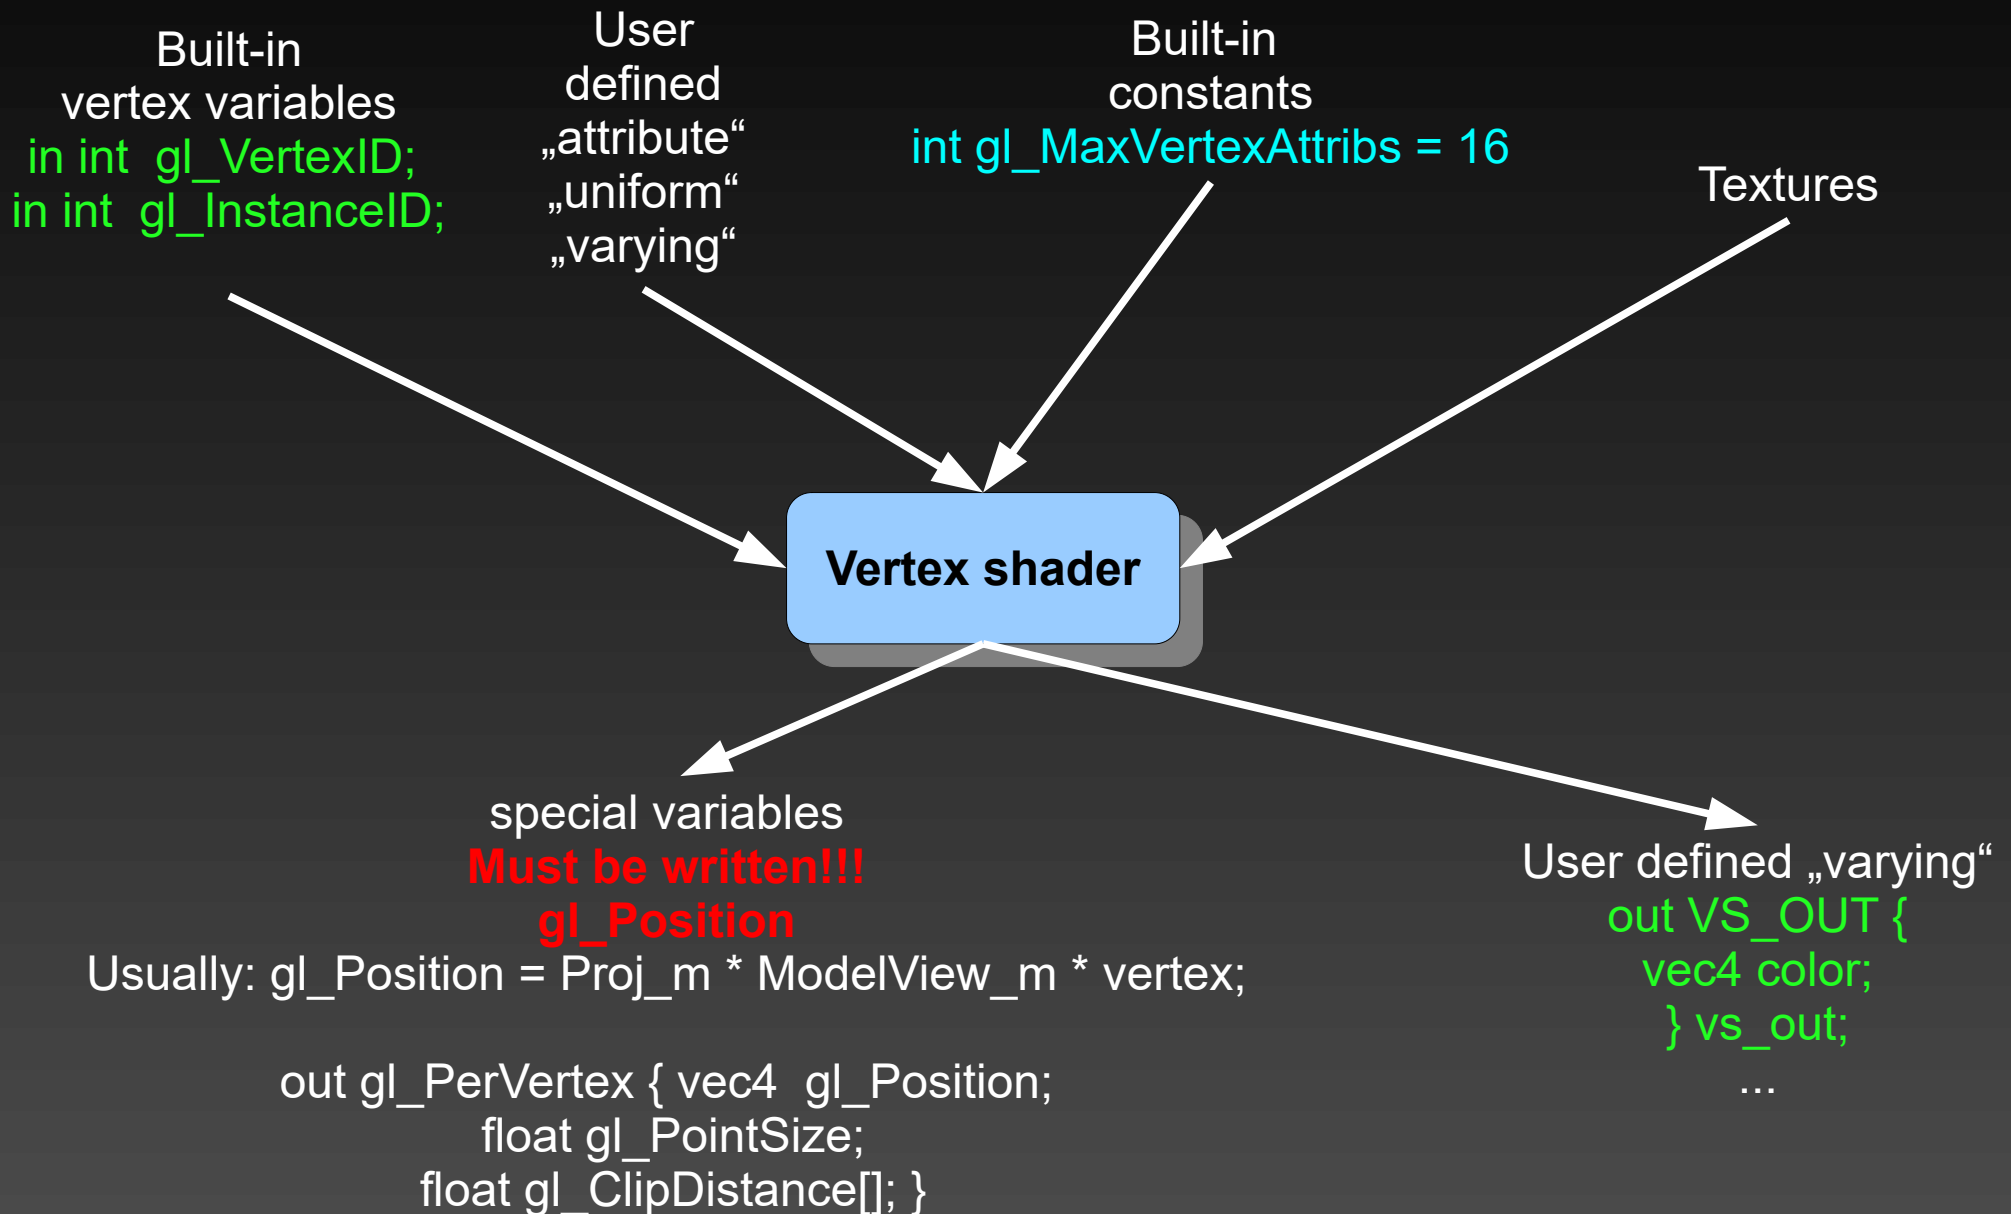 Built-in
vertex variables
in int  gl_VertexID;
in int  gl_InstanceID;
User
defined
„attribute“
„uniform“
„varying“
Built-in
constants
int gl_MaxVertexAttribs = 16
Textures
Vertex shader
special variables
Must be written!!!
gl_Position
Usually: gl_Position = Proj_m * ModelView_m * vertex;
out gl_PerVertex { vec4  gl_Position;
float gl_PointSize;
float gl_ClipDistance[]; }
User defined „varying“
out VS_OUT {
vec4 color;
} vs_out;
...